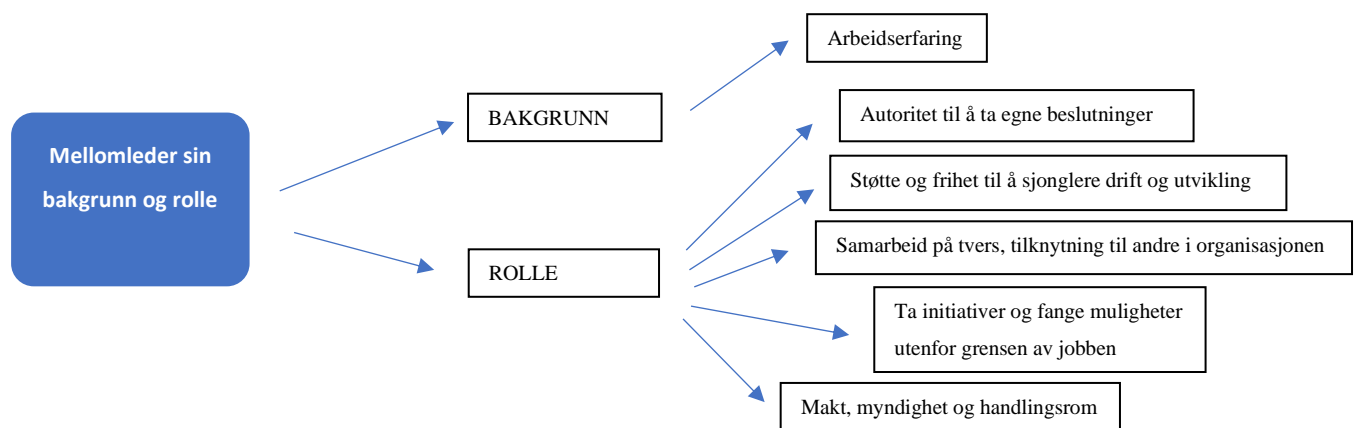 Mellomleder sin
bakgrunn og rolle
BAKGRUNN
Arbeidserfaring
ROLLE
Autoritet til å ta egne beslutninger
Støtte og frihet til å sjonglere drift og utvikling
Samarbeid på tvers, tilknytning til andre i organisasjonen
Ta initiativer og fange muligheter
utenfor grensen av jobben
Makt, myndighet og handlingsrom